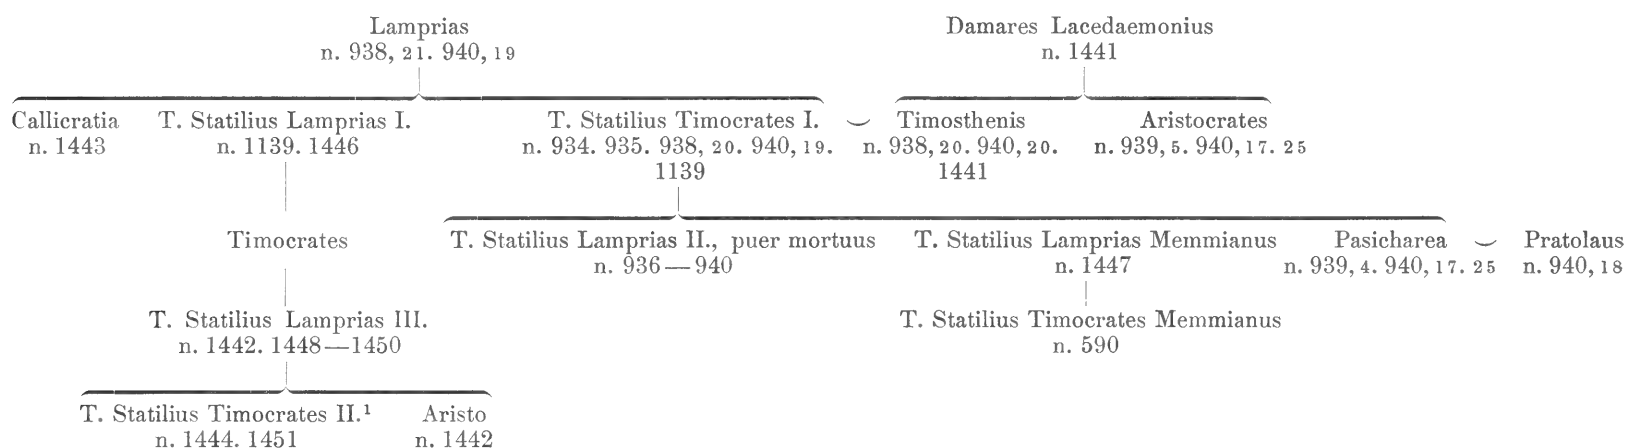 Lamprias Damares Lacedaemonius
n. 938, 21. 940, 19 n. 1441
Callicratia T. Statilius Lamprias I. T. Statilius Timocrates I. ⌣ Timosthenis Aristocrates
n. 1443 n. 1139. 1446 n. 934. 935. 938, 20. 940, 19. n. 938, 20. 940, 20. n. 939, 5. 940, 17. 25
1139 1441
Timocrates T. Statilius Lamprias II., puer mortuus T. Statilius Lamprias Memmianus Pasicharea ⌣ Pratolaus
n. 936—940 n. 1447 n. 939, 4. 940, 17. 25 n. 940, 18
T. Statilius Lamprias III. T. Statilius Timocrates Memmianus
n. 1442. 1448—1450 n. 590
T. Statilius Timocrates II.¹ Aristo
n. 1444. 1451 n. 1442